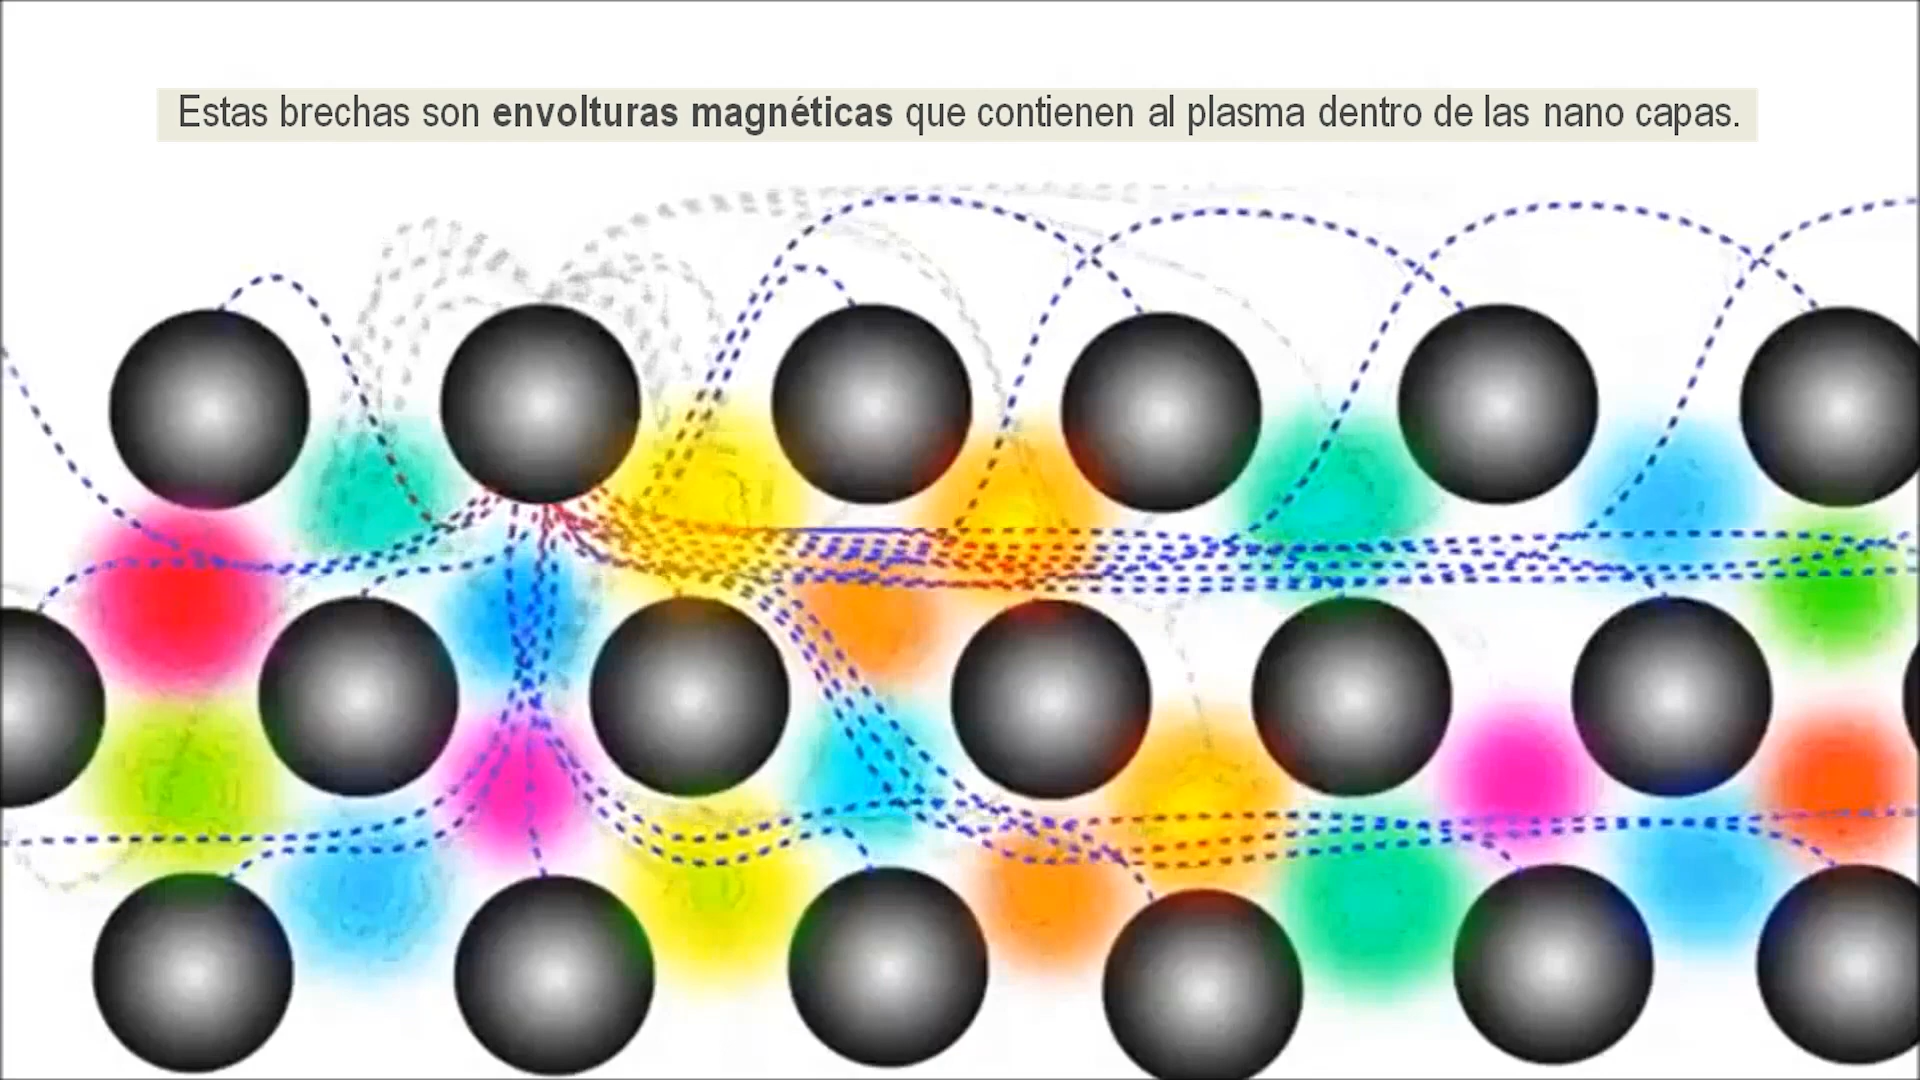 Estas brechas son envolturas magnéticas que contienen al plasma dentro de las nano capas.